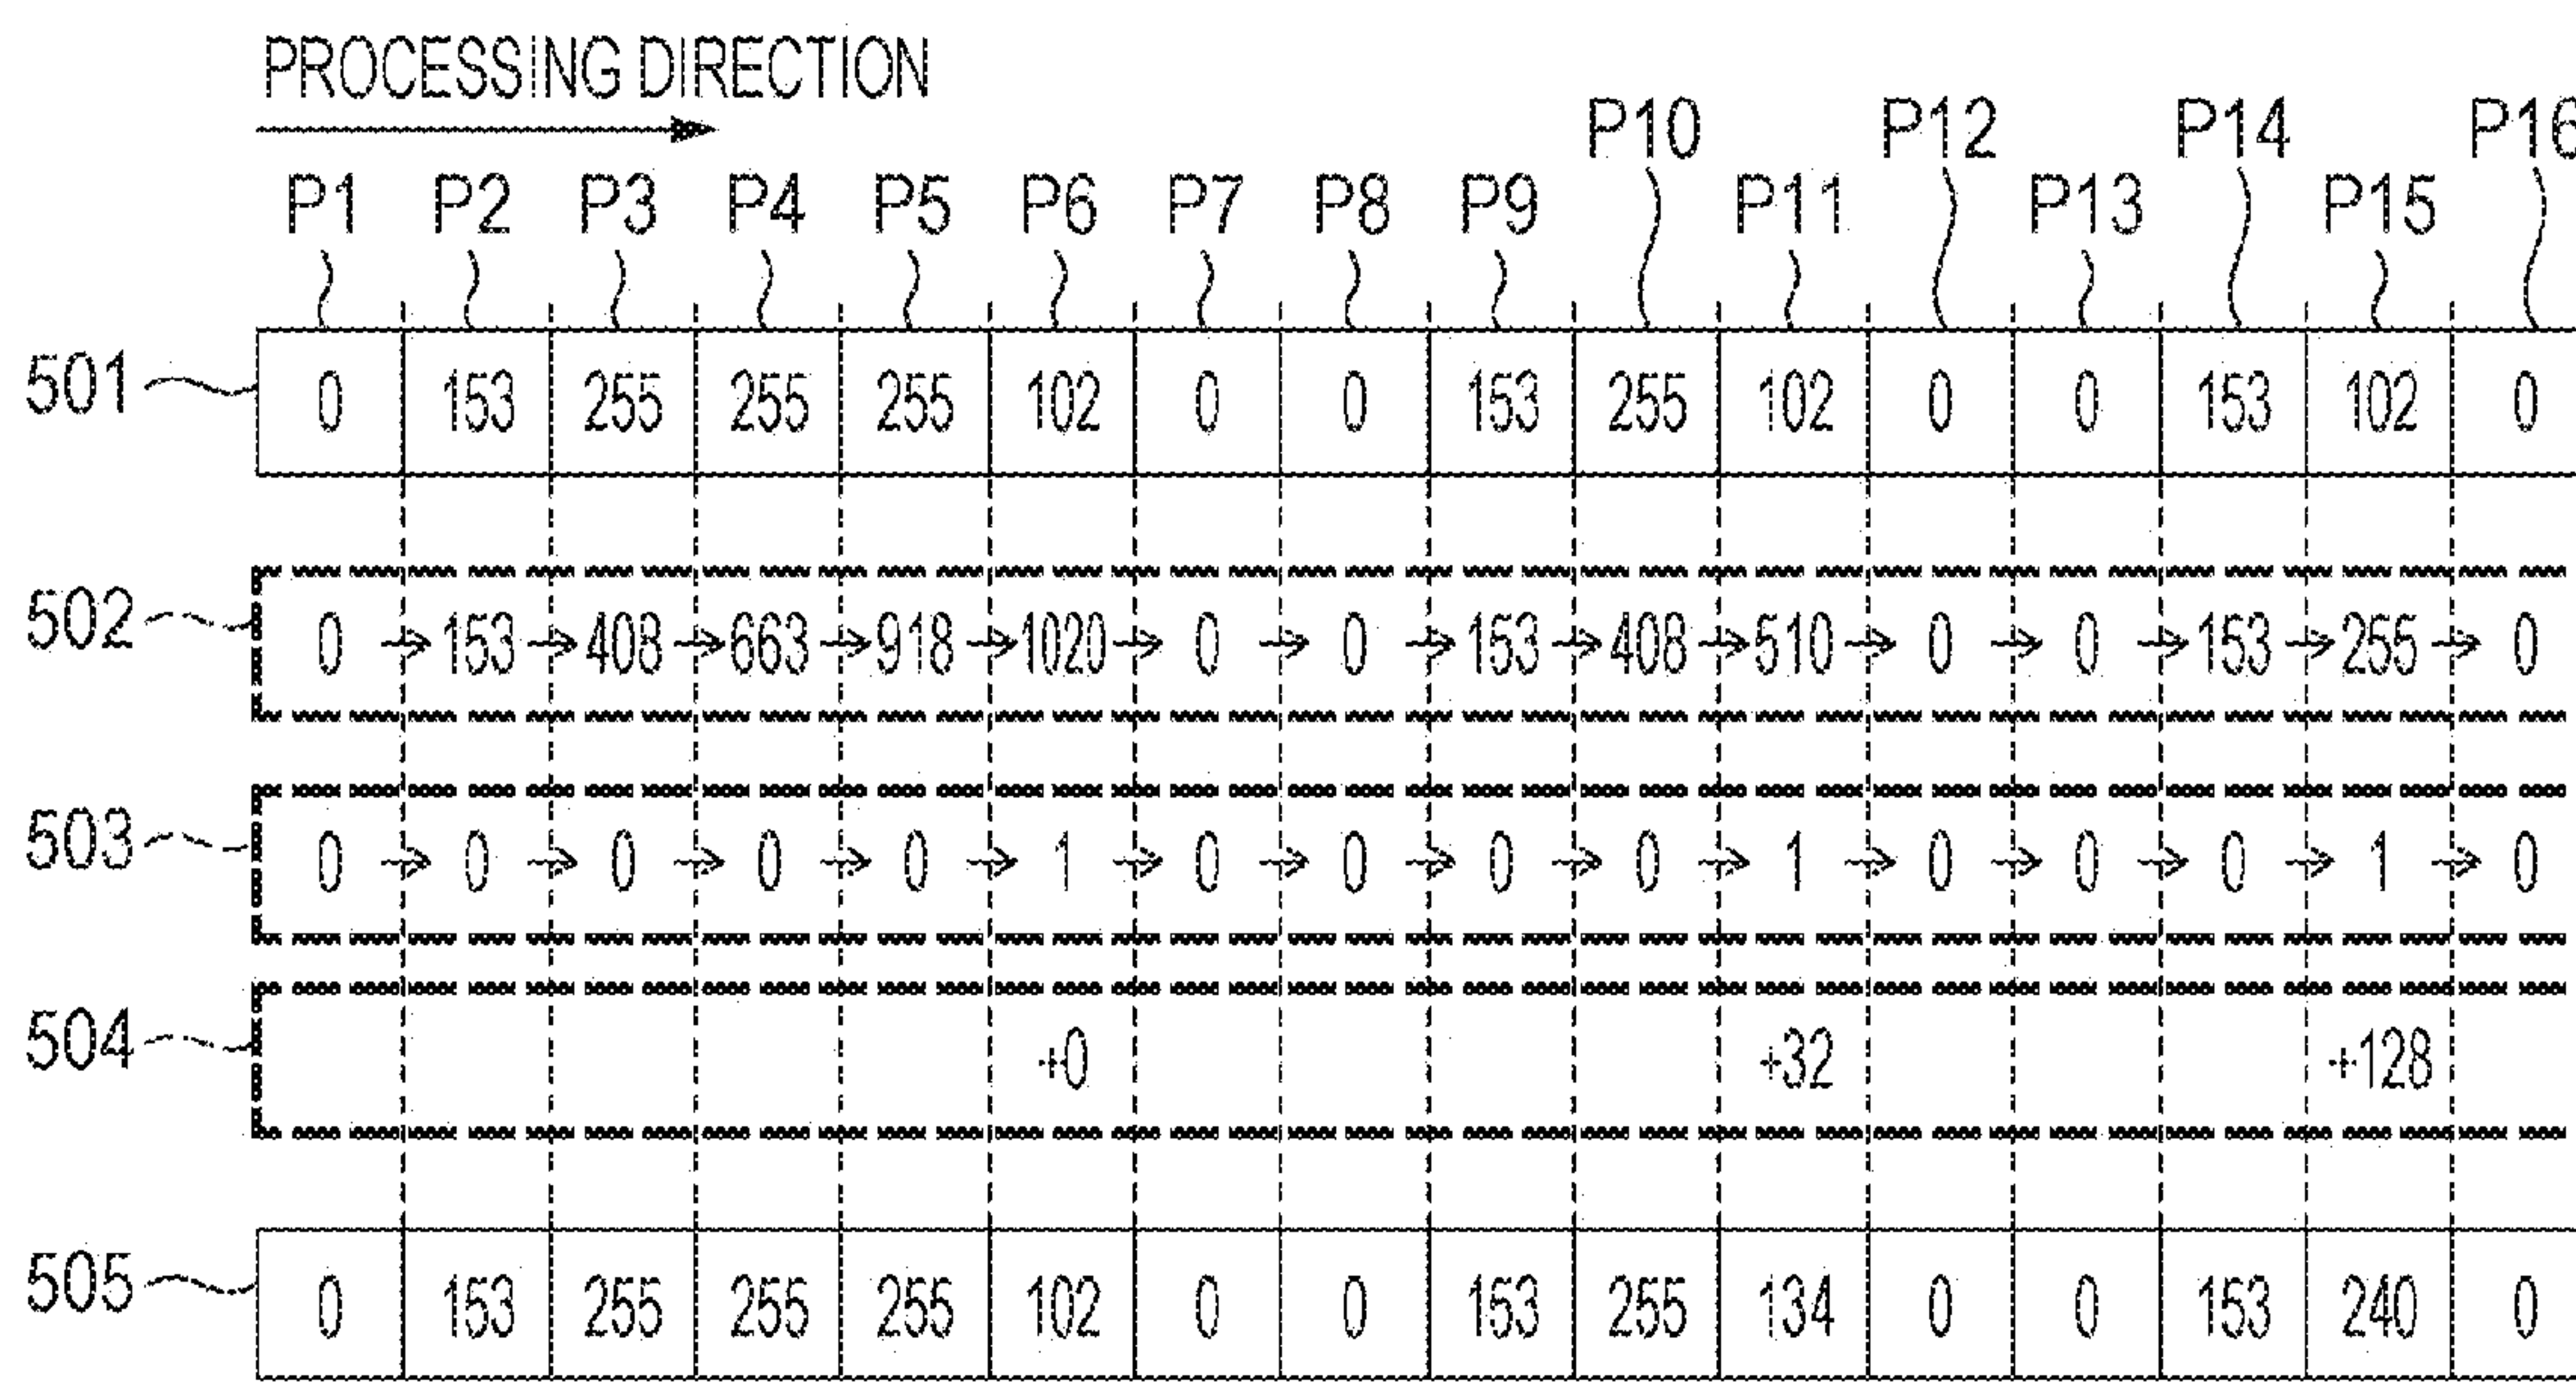 PROCESSING DIRECTION
P10 P12 P14 P16
P1 P2 P3 P4 P5 P6 P7 P8 P9 P11 P13 P15
501 0 153 255 255 255 102 0 0 153 255 102 0 0 153 102 0
502 0 → 153 → 408 → 663 → 918 → 1020 → 0 → 0 → 153 → 408 → 510 → 0 → 0 → 153 → 255 → 0
503 0 → 0 → 0 → 0 → 0 → 1 → 0 → 0 → 0 → 0 → 1 → 0 → 0 → 0 → 1 → 0
504 +0 +32 +128
505 0 153 255 255 255 102 0 0 153 255 134 0 0 153 240 0